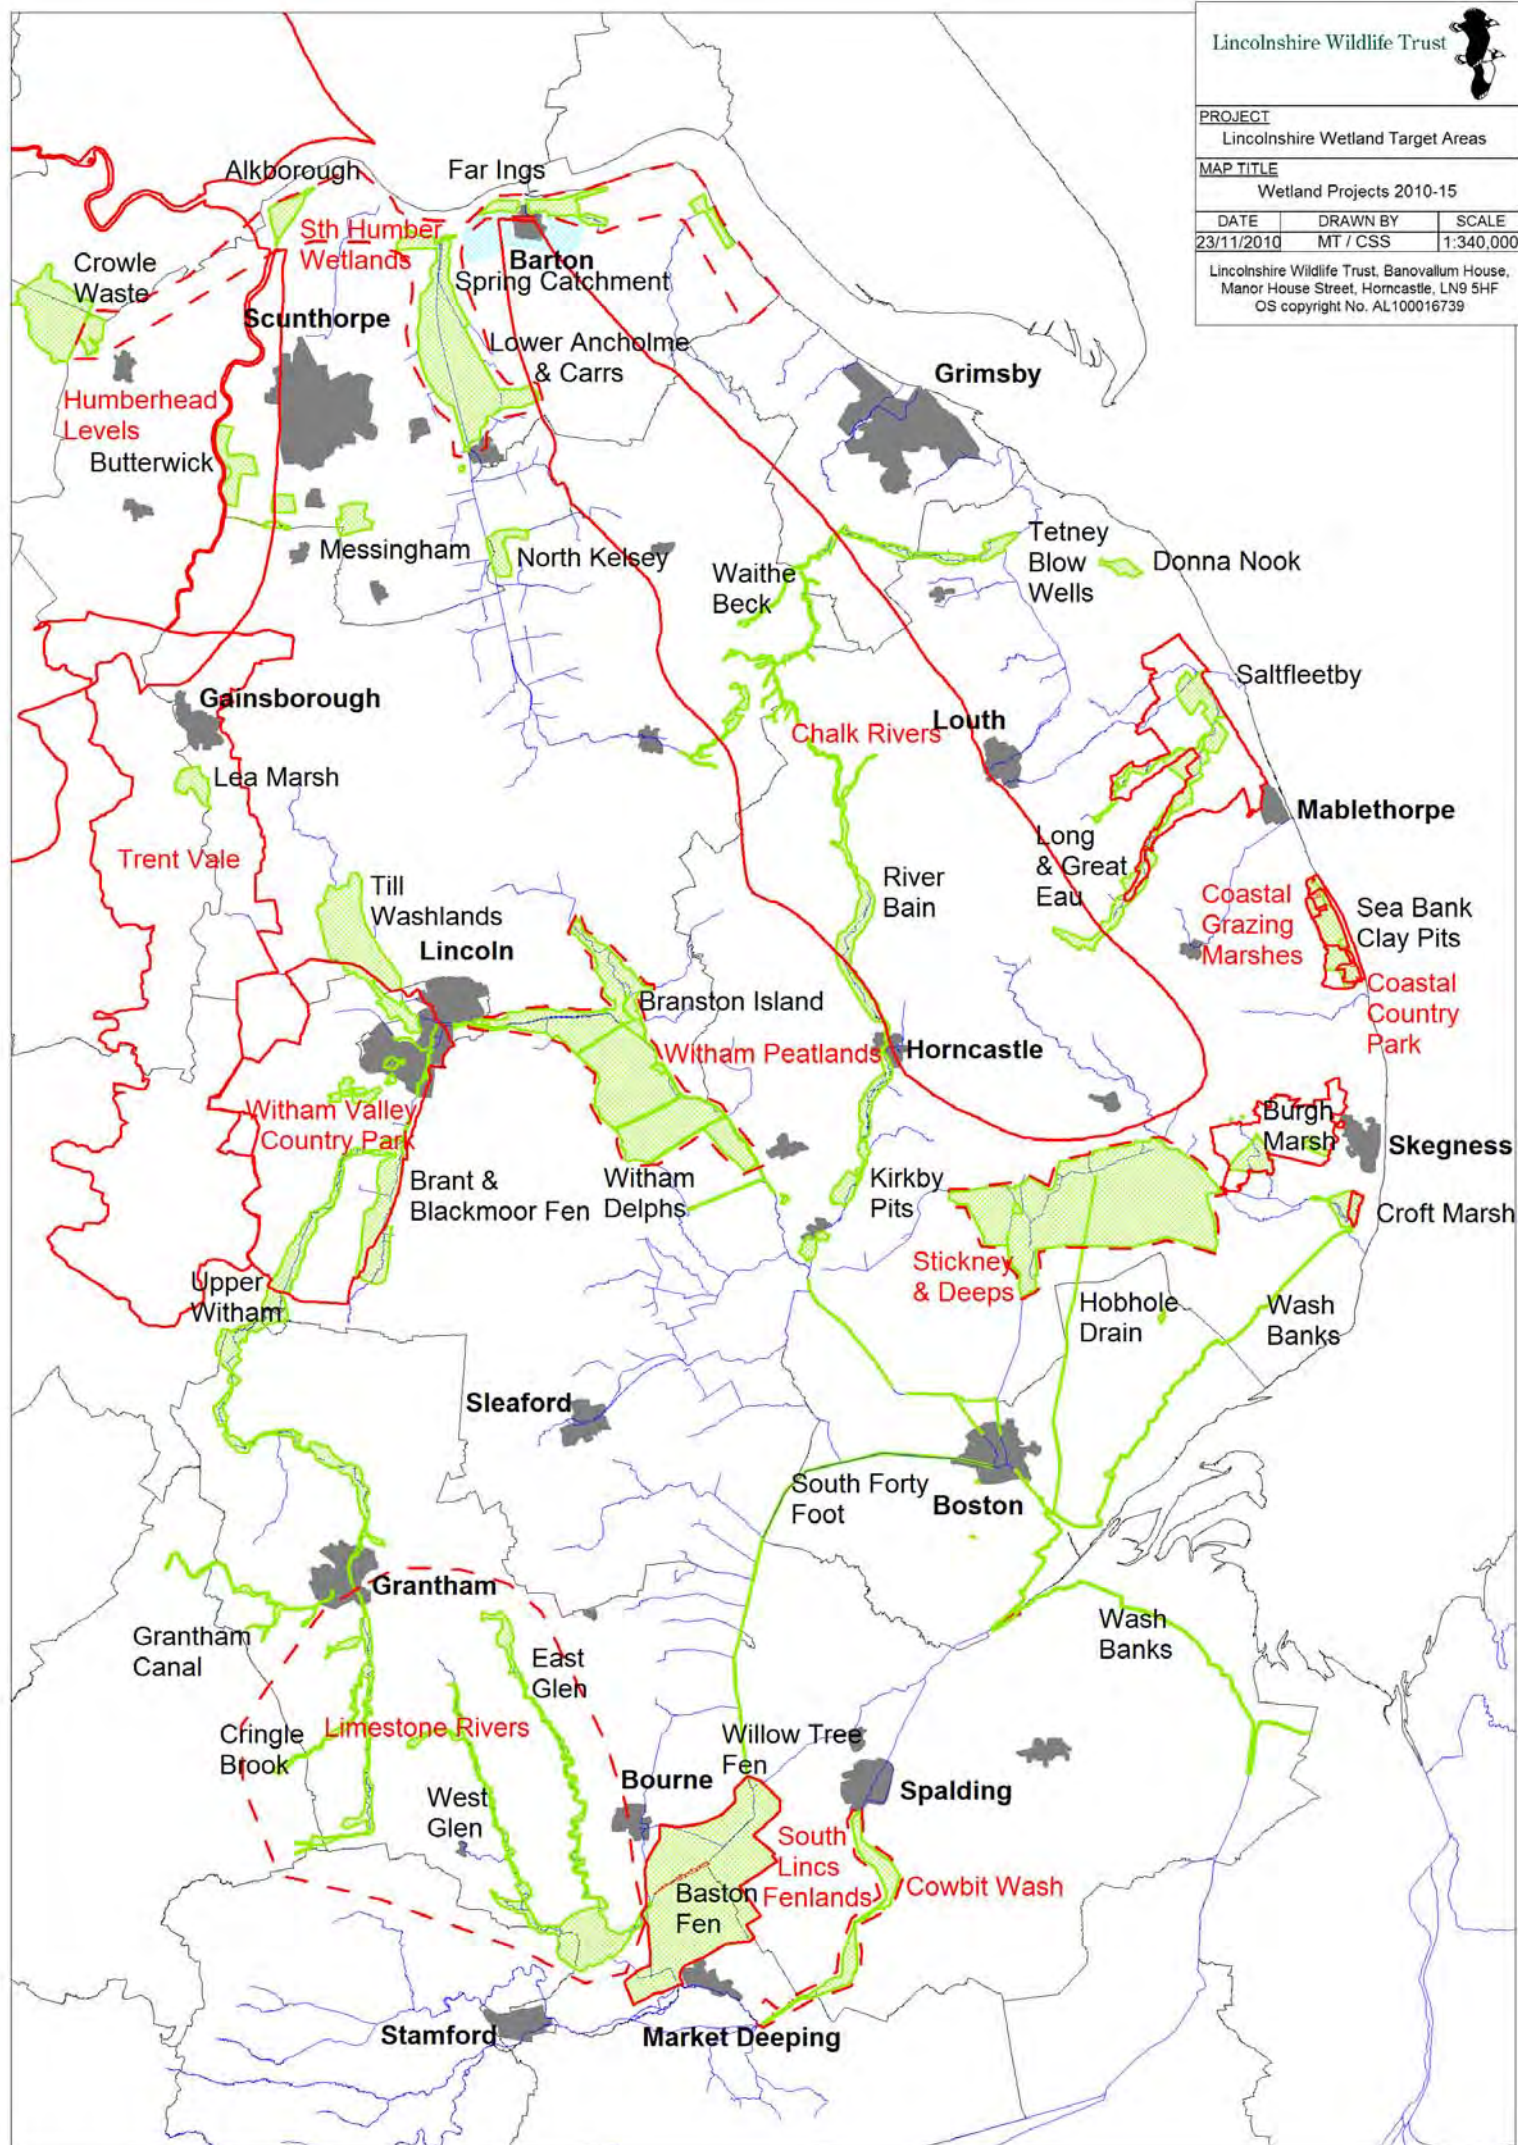 Lincolnshire Wildlife Trust
PROJECT
Lincolnshire Wetland Target Areas
MAP TITLE
Wetland Projects 2010-15
DATE DRAWN BY SCALE
23/11/2010 MT / CSS 1:340,000
Lincolnshire Wildlife Trust, Banovallum House,
Manor House Street, Horncastle, LN9 5HF
OS copyright No. AL100016739
Alkborough
Far Ings
Sth Humber
Wetlands
Crowle
Waste
Barton
Spring Catchment
Scunthorpe
Lower Ancholme
& Carrs
Grimsby
Humberhead
Levels
Butterwick
Messingham
North Kelsey
Tetney
Blow
Wells
Donna Nook
Waithe
Beck
Saltfleetby
Gainsborough
Chalk Rivers
Louth
Lea Marsh
Mablethorpe
Trent Vale
Long
& Great
Eau
Till
Washlands
River
Bain
Coastal
Grazing
Marshes
Sea Bank
Clay Pits
Lincoln
Coastal
Country
Park
Branston Island
Witham Peatlands
Horncastle
Witham Valley
Country Park
Burgh
Marsh
Skegness
Brant &
Blackmoor Fen
Witham
Delphs
Kirkby
Pits
Croft Marsh
Stickney
& Deeps
Upper
Witham
Hobhole
Drain
Wash
Banks
Sleaford
South Forty
Foot
Boston
Grantham
Grantham
Canal
East
Glen
Wash
Banks
Cringle
Brook
Limestone Rivers
Willow Tree
Fen
Bourne
Spalding
West
Glen
South
Lincs
Fenlands
Baston
Fen
Cowbit Wash
Stamford
Market Deeping